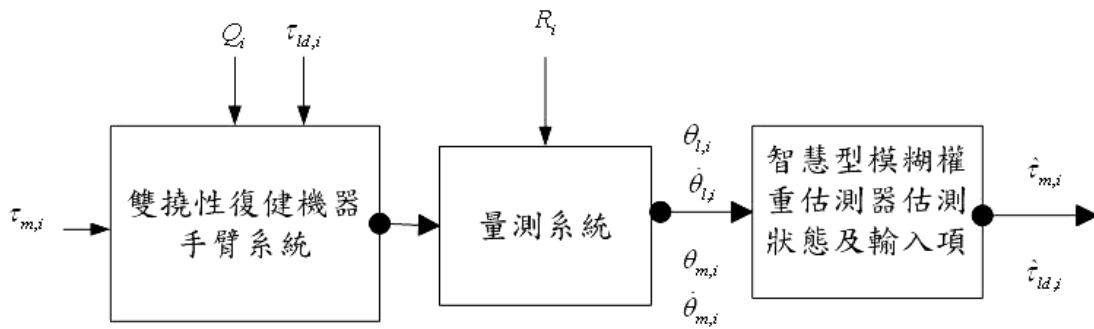 Q_i
τ_{ld,i}
R_i
τ_{m,i}
雙撓性復健機器
手臂系統
量測系統
θ_{l,i}
θ̇_{l,i}
θ_{m,i}
θ̇_{m,i}
智慧型模糊權
重估測器估測
狀態及輸入項
τ̂_{m,i}
τ̂_{ld,i}